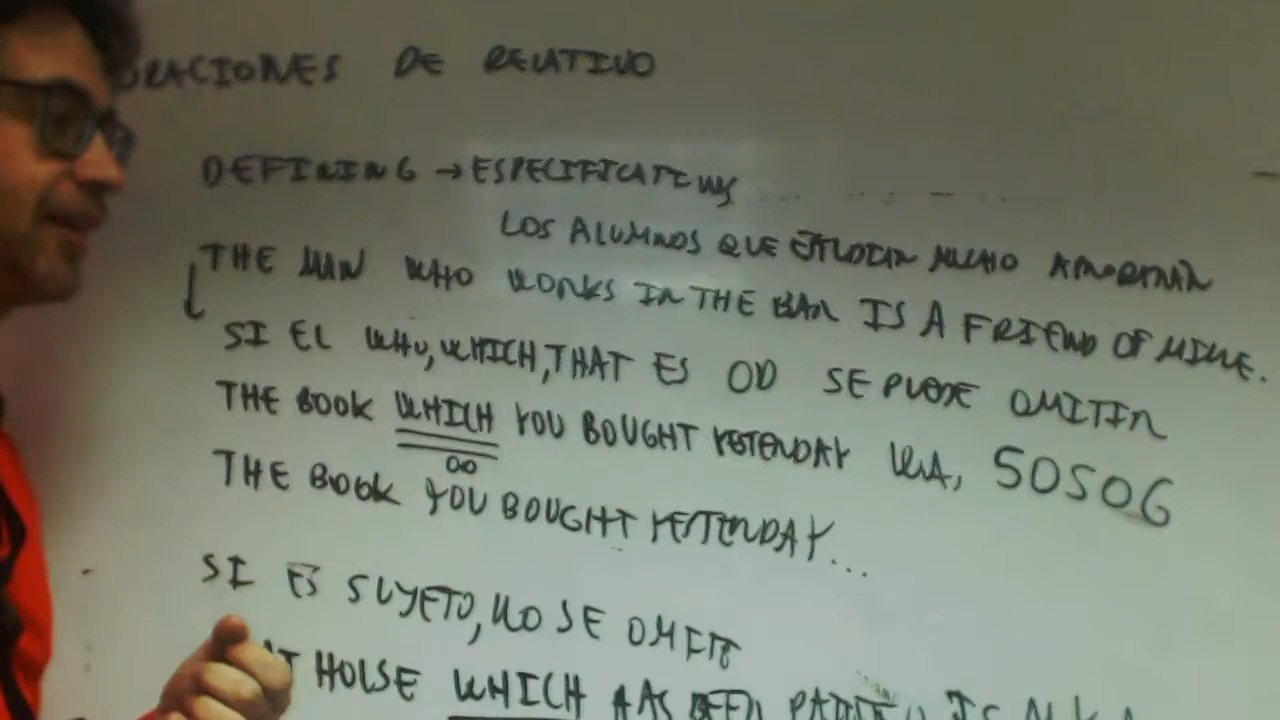 ORACIONES DE RELATIVO
DEFINING → ESPECIFICATIVAS
LOS ALUMNOS QUE ESTUDIAN MUCHO APROBARÁN
THE MAN WHO WORKS IN THE BAR IS A FRIEND OF MINE.
SI EL WHO, WHICH, THAT ES OD SE PUEDE OMITIR
THE BOOK WHICH YOU BOUGHT YESTERDAY WAS SOSOG
OD
THE BOOK YOU BOUGHT YESTERDAY...
SI ES SUJETO, NO SE OMITE
HOUSE WHICH HAS BEEN IS